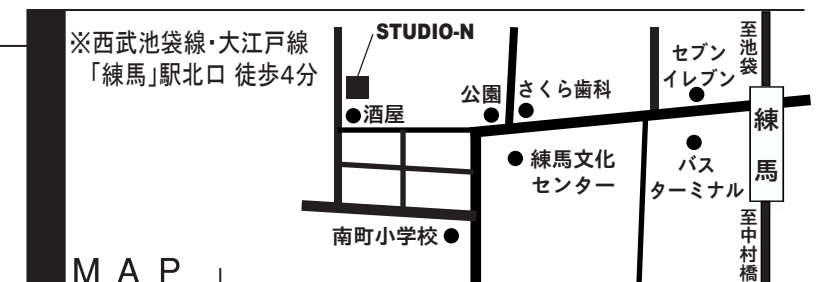 ※西武池袋線・大江戸線
「練馬」駅北口 徒歩4分
STUDIO-N
酒屋
公園
さくら歯科
セブン
イレブン
至池袋
練馬
練馬文化
センター
バス
ターミナル
南町小学校
至中村橋
MAP